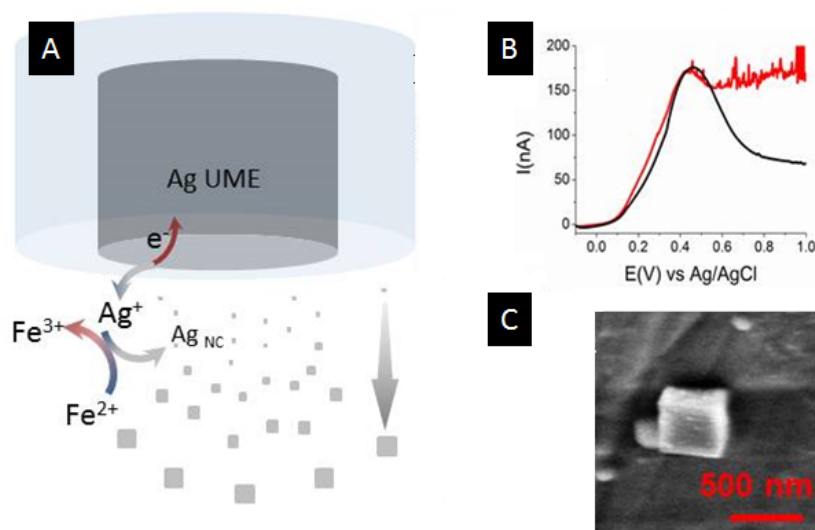 A
Ag UME
e-
Ag+
Fe3+
Ag NC
Fe2+
B
200
150
100
50
0
I(nA)
0.0 0.2 0.4 0.6 0.8 1.0
E(V) vs Ag/AgCl
C
500 nm